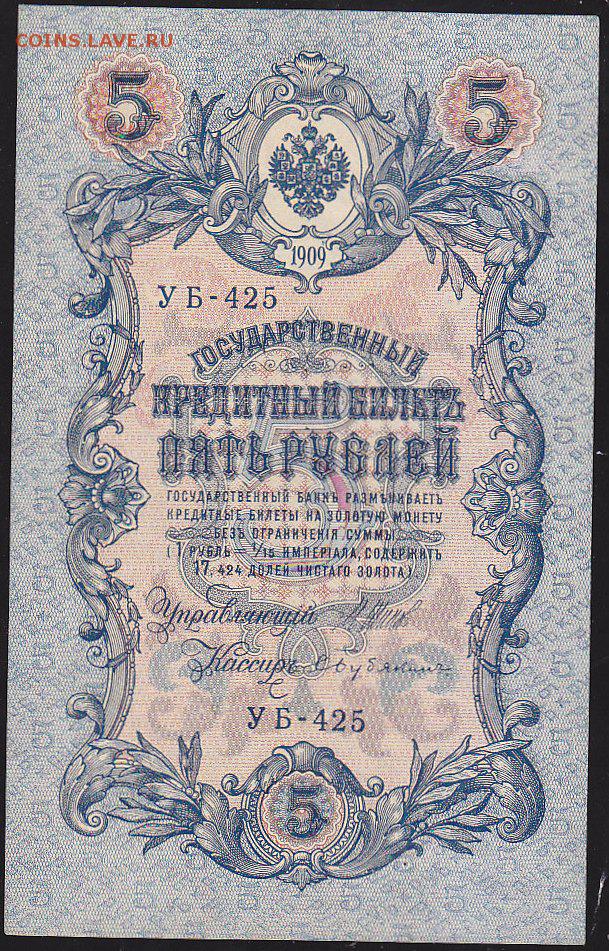 COINS.LAVE.RU
5 5
1909
УБ-425
ГОСУДАРСТВЕННЫЙ
КРЕДИТНЫЙ БИЛЕТЪ
ПЯТЬ РУБЛЕЙ
ГОСУДАРСТВЕННЫЙ БАНКЪ РАЗМѢНИВАЕТЪ
КРЕДИТНЫЕ БИЛЕТЫ НА ЗОЛОТУЮ МОНЕТУ
БЕЗЪ ОГРАНИЧЕНІЯ СУММЫ
(1 РУБЛЬ = 1/15 ИМПЕРІАЛА, СОДЕРЖИТЪ
17,424 ДОЛЕЙ ЧИСТАГО ЗОЛОТА)
Управляющій
Кассиръ
УБ-425
5